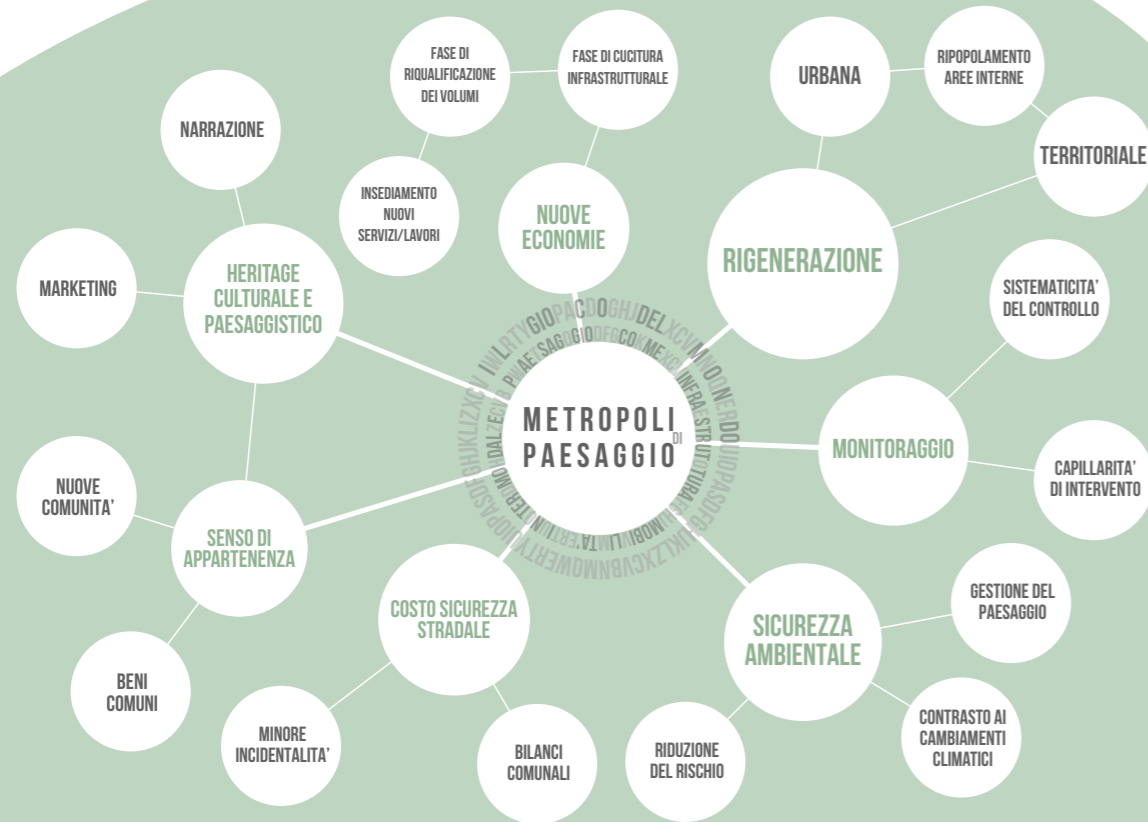 FASE DI
RIQUALIFICAZIONE
DEI VOLUMI
FASE DI CUCITURA
INFRASTRUTTURALE
URBANA
RIPOPOLAMENTO
AREE INTERNE
NARRAZIONE
TERRITORIALE
INSEDIAMENTO
NUOVI
SERVIZI/LAVORI
NUOVE
ECONOMIE
RIGENERAZIONE
HERITAGE
CULTURALE E
PAESAGGISTICO
MARKETING
SISTEMATICITA'
DEL CONTROLLO
METROPOLI
DI
PAESAGGIO
MONITORAGGIO
CAPILLARITA'
DI INTERVENTO
NUOVE
COMUNITA'
SENSO DI
APPARTENENZA
COSTO SICUREZZA
STRADALE
SICUREZZA
AMBIENTALE
GESTIONE DEL
PAESAGGIO
BENI
COMUNI
MINORE
INCIDENTALITA'
BILANCI
COMUNALI
RIDUZIONE
DEL RISCHIO
CONTRASTO AI
CAMBIAMENTI
CLIMATICI